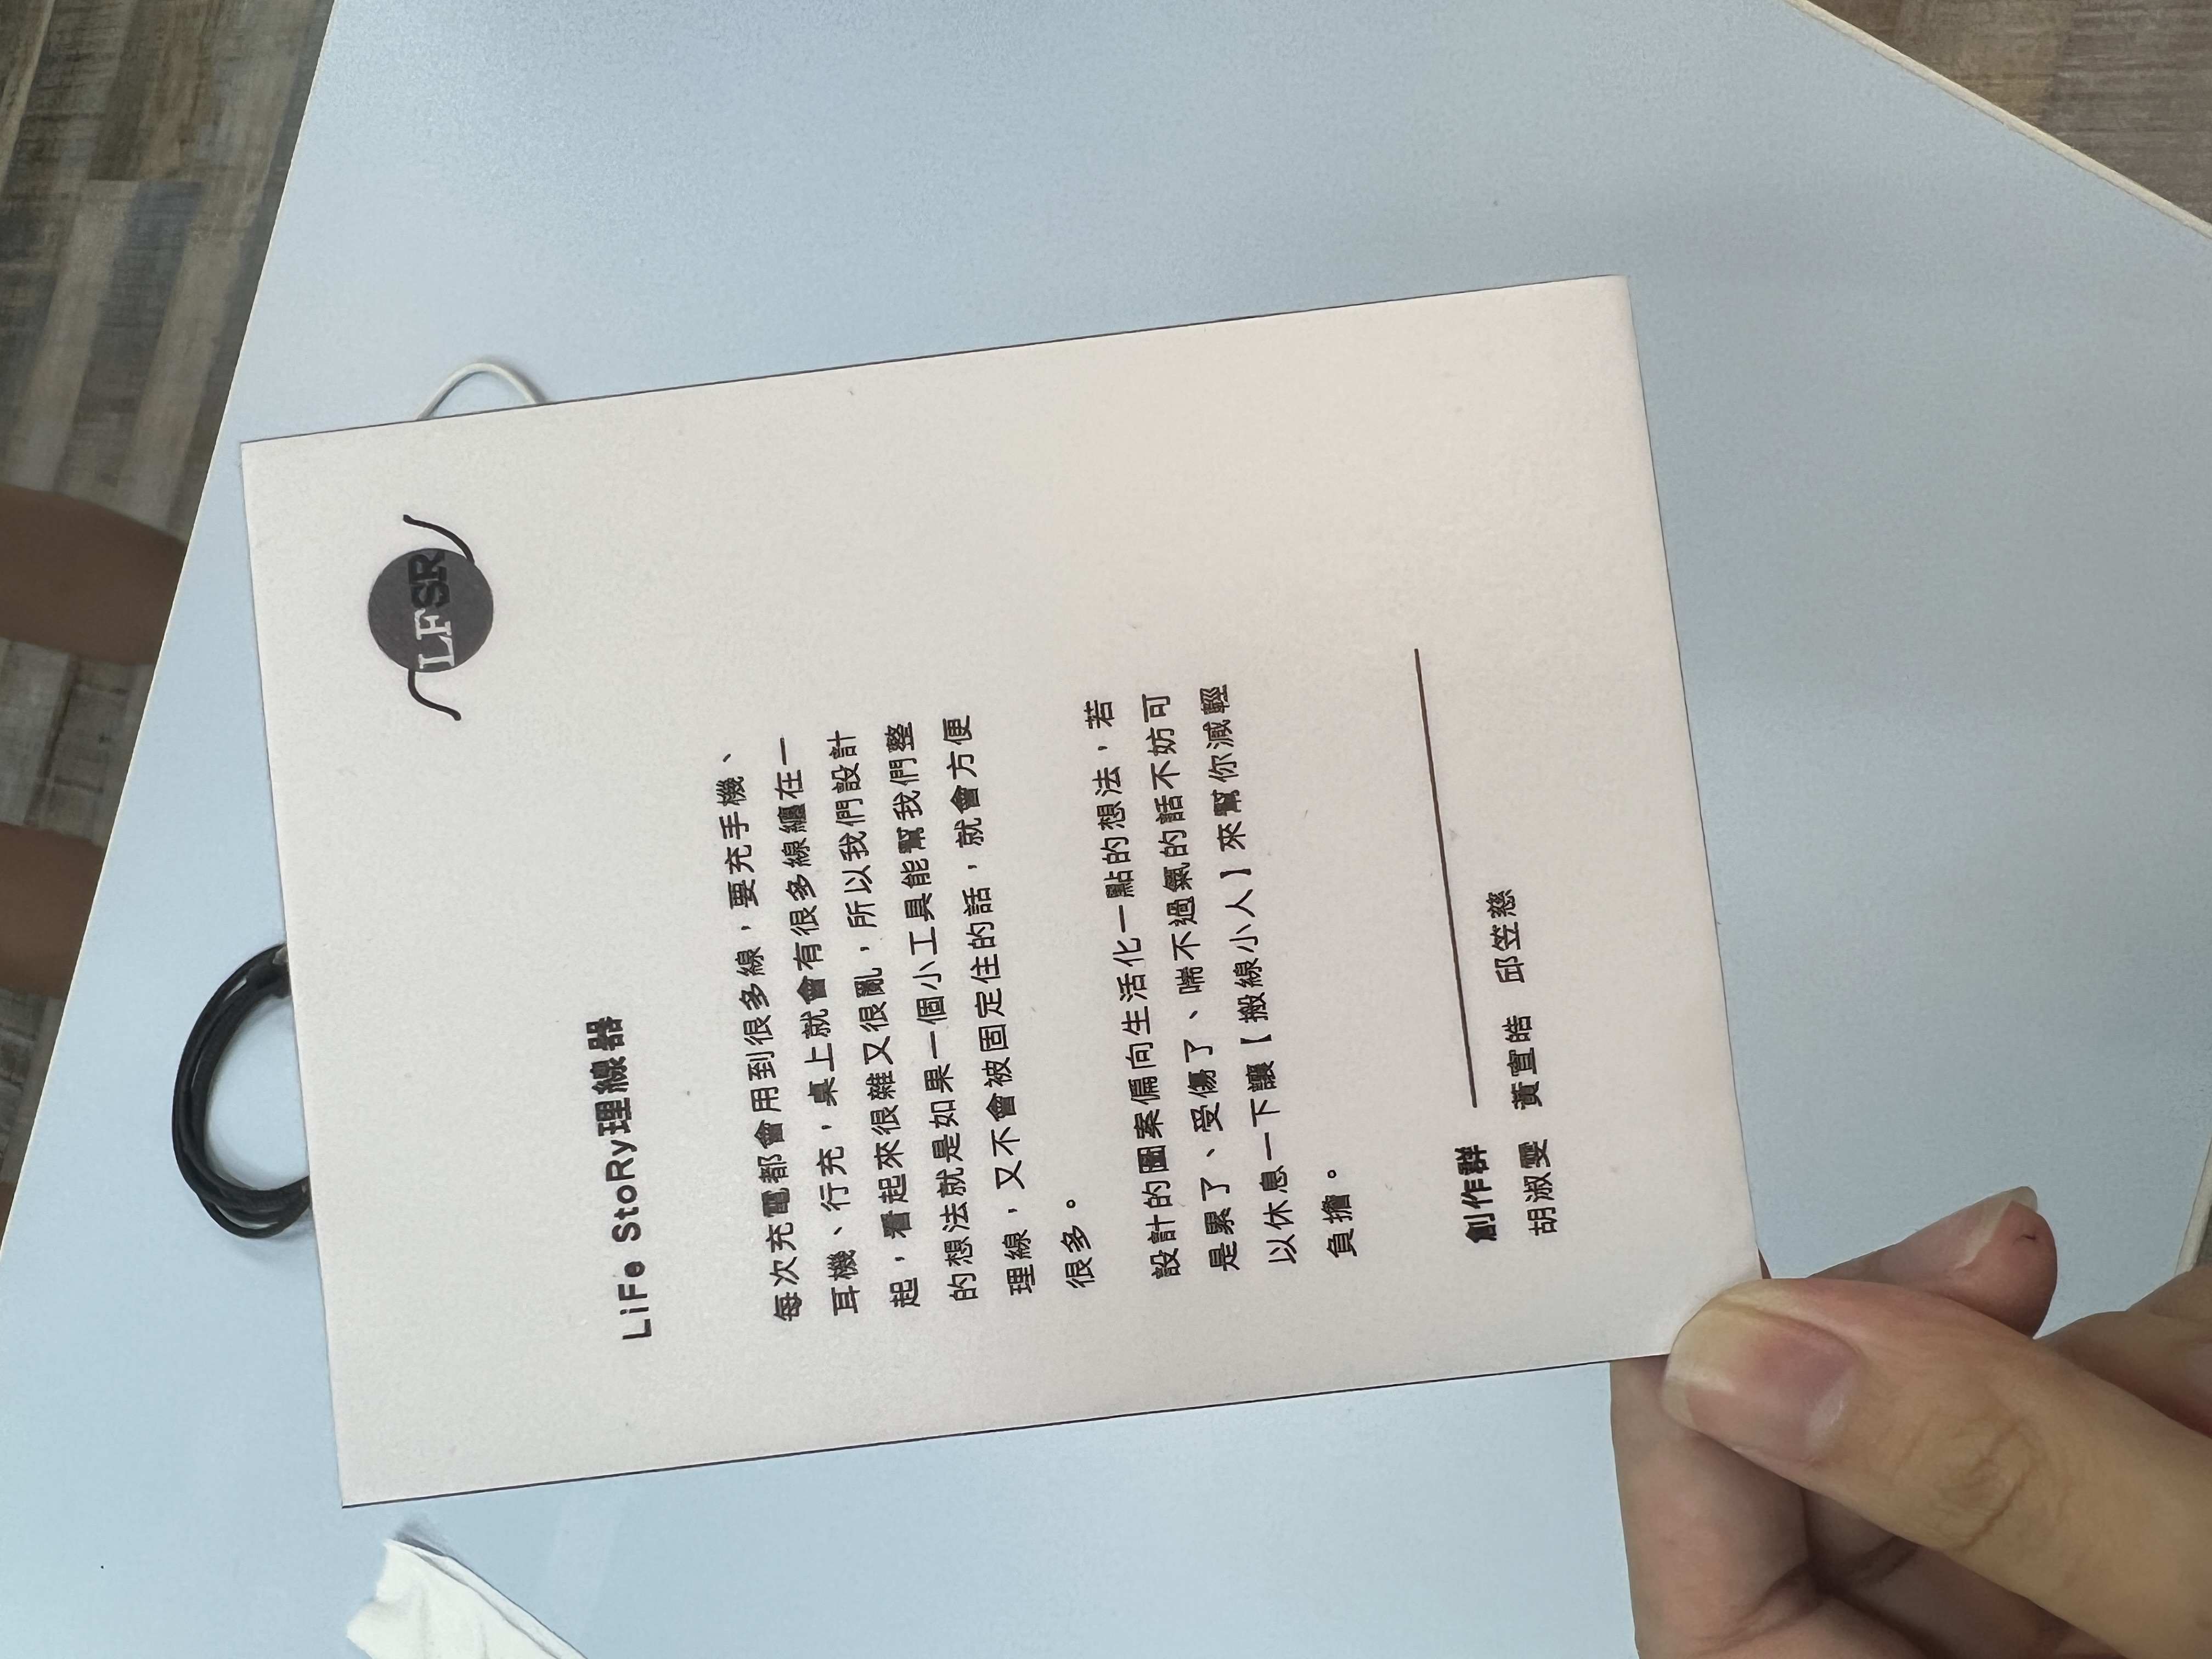 LFSR
LiFe StoRy理線器
每次充電都會用到很多線，要充手機、
耳機、行充，桌上就會有很多線纏在一
起，看起來很雜又很亂，所以我們設計
的想法就是如果一個小工具能幫我們整
理線，又不會被固定住的話，就會方便
很多。
設計的圖案偏向生活化一點的想法，若
是累了、受傷了、喘不過氣的話不妨可
以休息一下讓【搬線小人】來幫你減輕
負擔。
創作群
胡淑雯 黃宣皓 邱笠慈